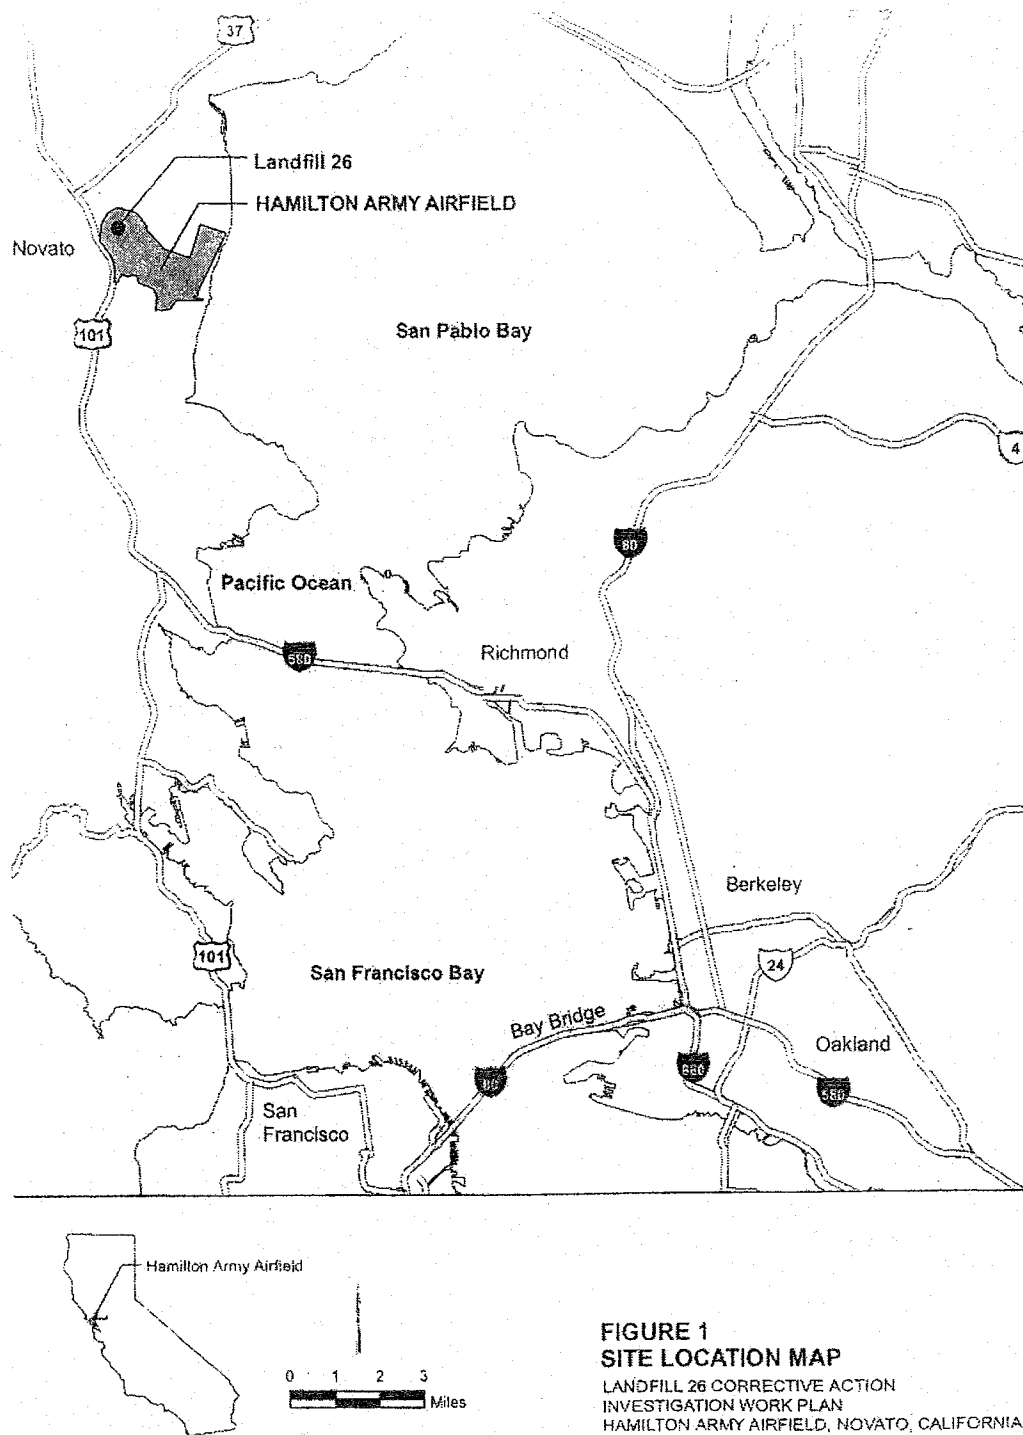 37
Landfill 26
HAMILTON ARMY AIRFIELD
Novato
101
San Pablo Bay
4
80
Pacific Ocean
580
Richmond
Berkeley
101
San Francisco Bay
24
Bay Bridge
Oakland
80
San
Francisco
Hamilton Army Airfield
0 1 2 3
Miles
FIGURE 1
SITE LOCATION MAP
LANDFILL 26 CORRECTIVE ACTION
INVESTIGATION WORK PLAN
HAMILTON ARMY AIRFIELD, NOVATO, CALIFORNIA